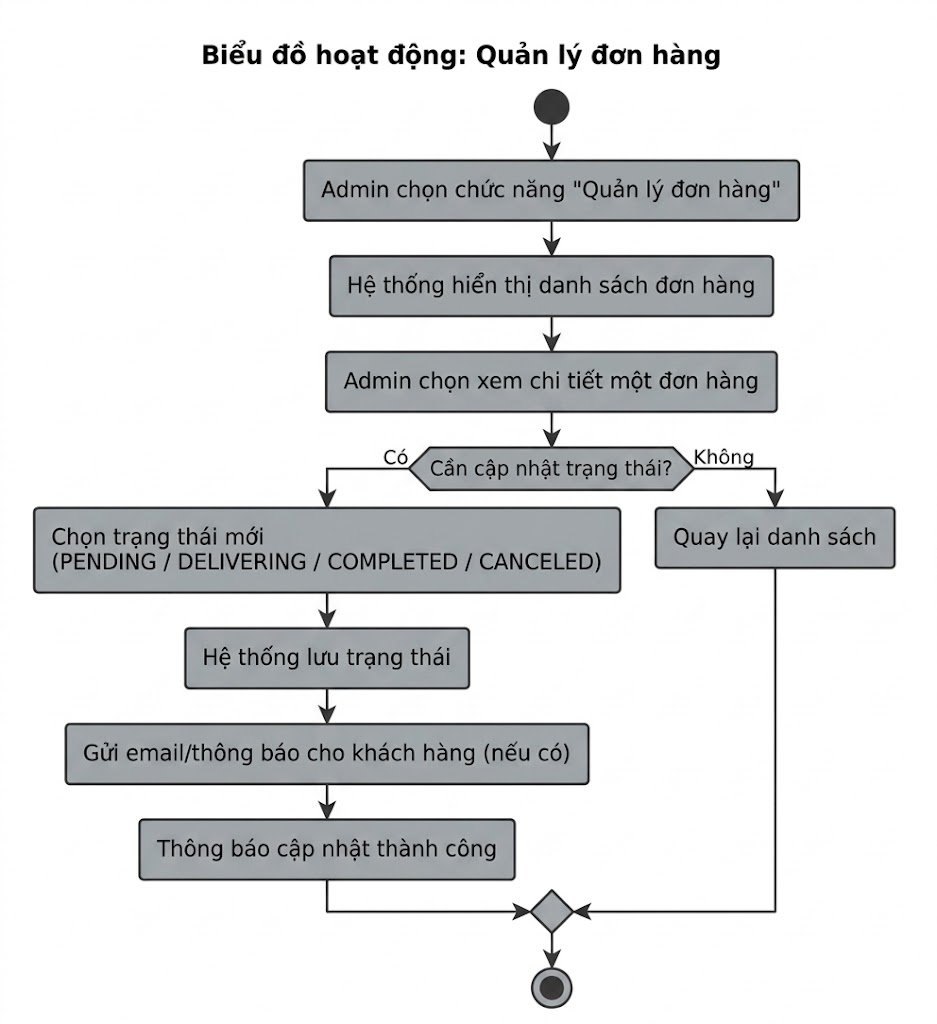 Biểu đồ hoạt động: Quản lý đơn hàng
Admin chọn chức năng "Quản lý đơn hàng"
Hệ thống hiển thị danh sách đơn hàng
Admin chọn xem chi tiết một đơn hàng
Có
Cần cập nhật trạng thái?
Không
Chọn trạng thái mới
(PENDING / DELIVERING / COMPLETED / CANCELED)
Quay lại danh sách
Hệ thống lưu trạng thái
Gửi email/thông báo cho khách hàng (nếu có)
Thông báo cập nhật thành công